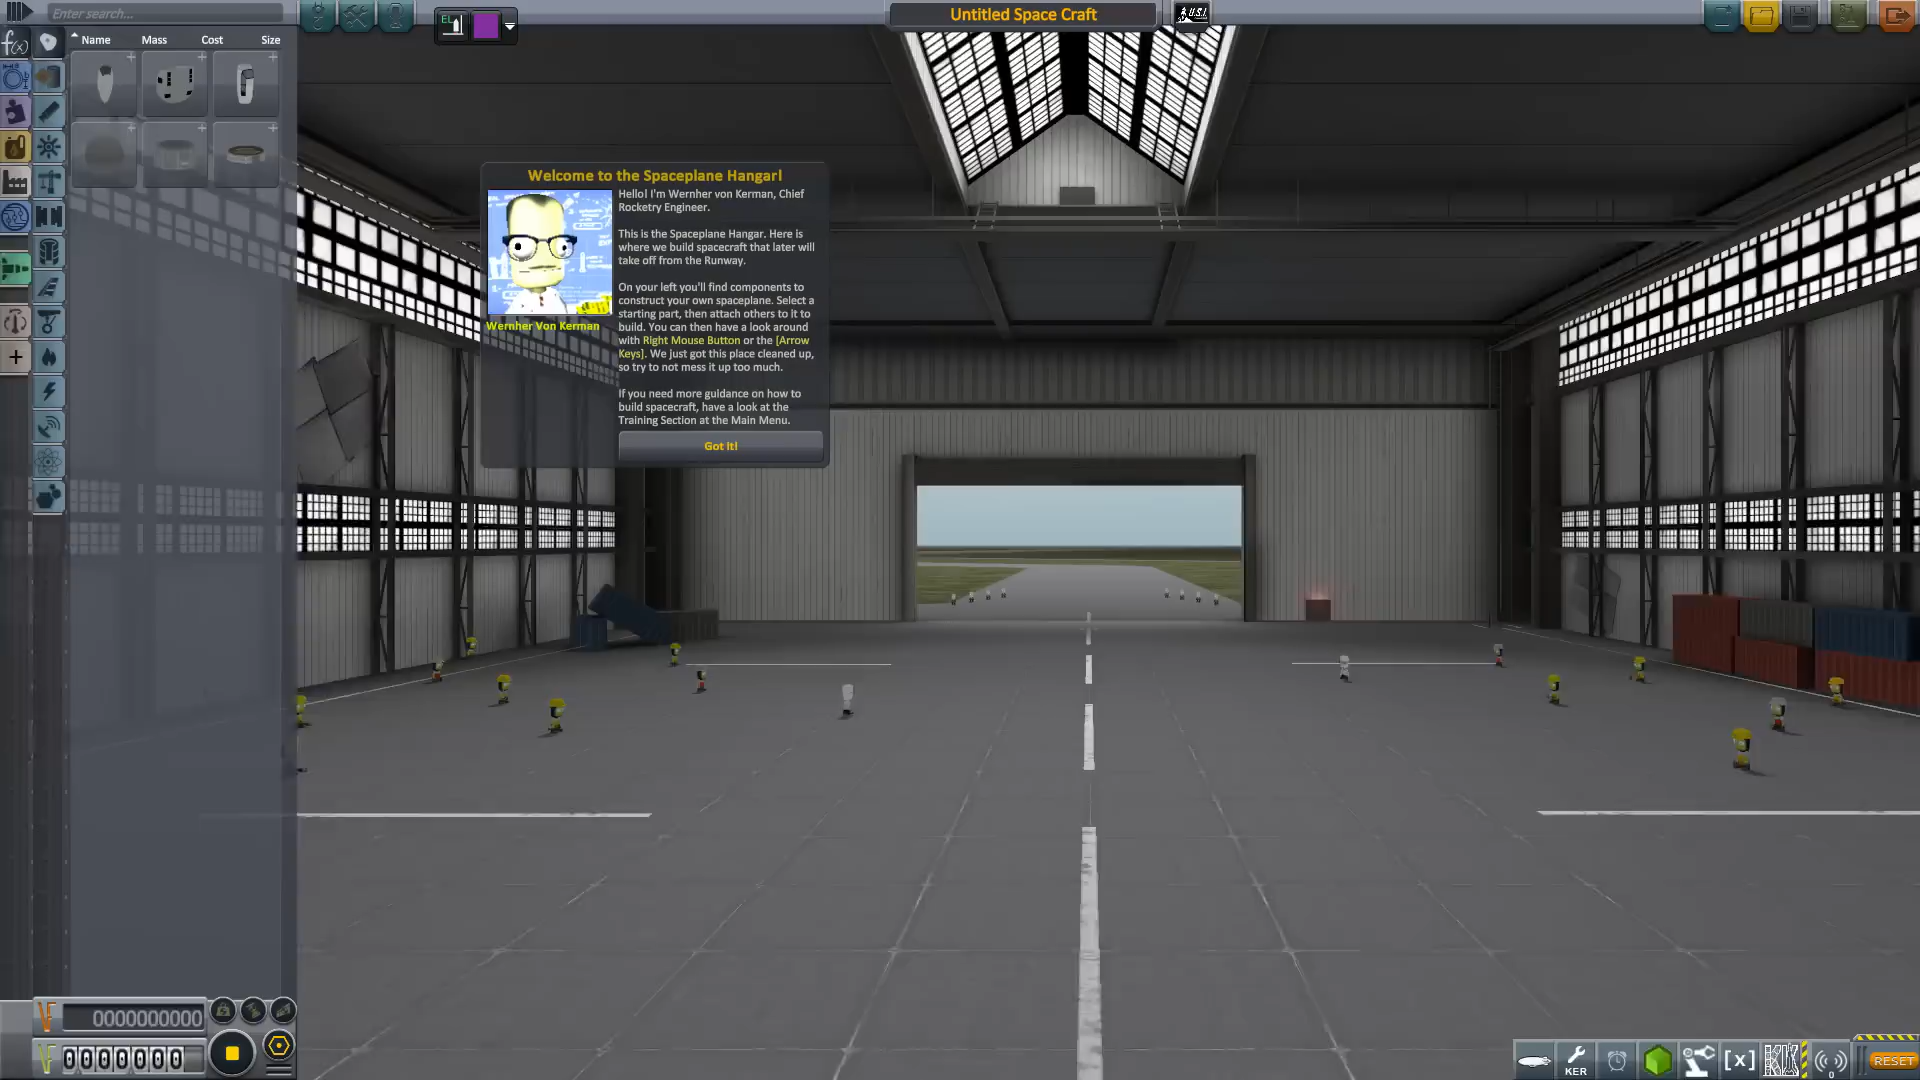 Enter search...
EL
Untitled Space Craft
U.S.I.
f(x)
Name Mass Cost Size
Welcome to the Spaceplane Hangar!
Hello! I'm Wernher von Kerman, Chief
Rocketry Engineer.
This is the Spaceplane Hangar. Here is
where we build spacecraft that later will
take off from the Runway.
On your left you'll find components to
construct your own spaceplane. Select a
starting part, then attach others to it to
build. You can then have a look around
with Right Mouse Button or the [Arrow
Keys]. We just got this place cleaned up,
so try to not mess it up too much.
If you need more guidance on how to
build spacecraft, have a look at the
Training Section at the Main Menu.
Wernher Von Kerman
Got It!
0000000000
0000000
KER
[x]
0
RESET